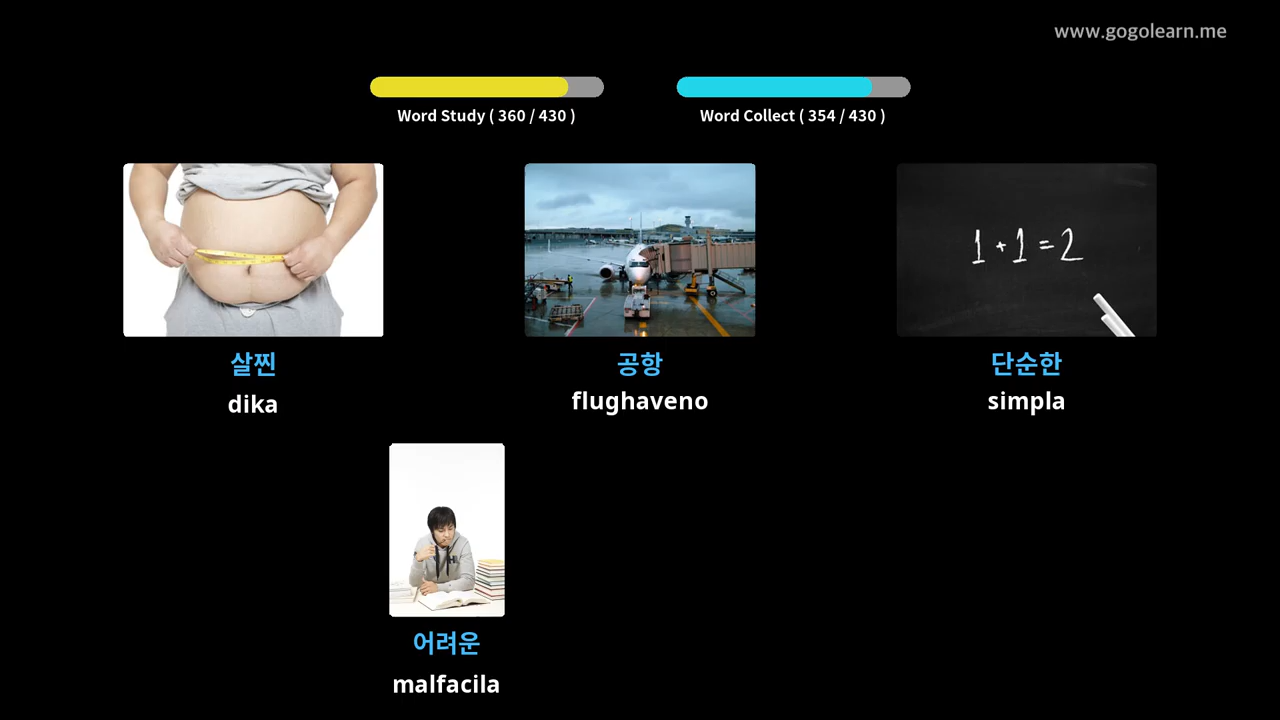 www.gogolearn.me
Word Study ( 360 / 430 )
Word Collect ( 354 / 430 )
1 + 1 = 2
살찐
공항
단순한
dika
flughaveno
simpla
어려운
malfacila